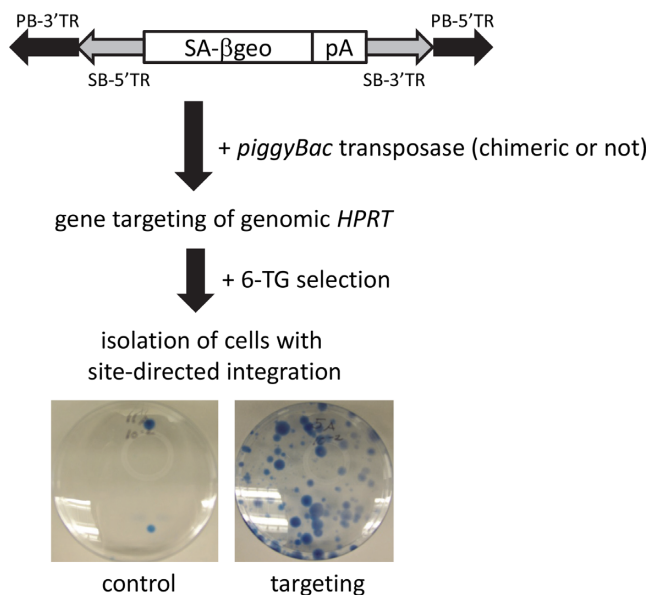 PB-3’TR
PB-5’TR
SA-βgeo
pA
SB-5’TR
SB-3’TR
+ piggyBac transposase (chimeric or not)
gene targeting of genomic HPRT
+ 6-TG selection
isolation of cells with
site-directed integration
control
targeting